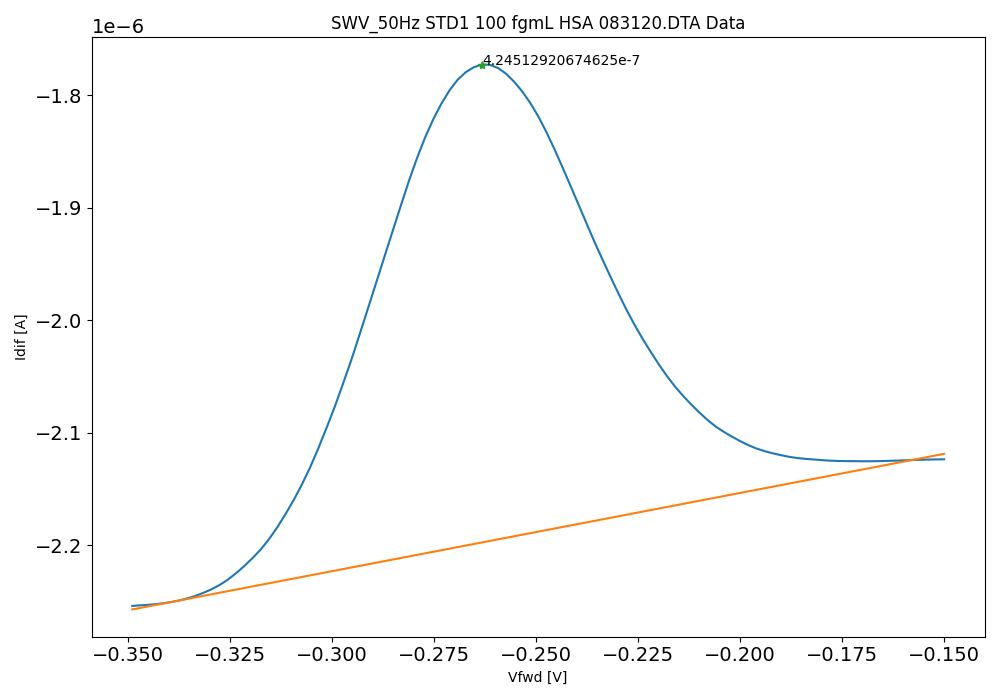 SWV_50Hz STD1 100 fgmL HSA 083120.DTA Data
1e−6
4.24512920674625e-7
−1.8
−1.9
−2.0
−2.1
−2.2
Idif [A]
−0.350 −0.325 −0.300 −0.275 −0.250 −0.225 −0.200 −0.175 −0.150
Vfwd [V]